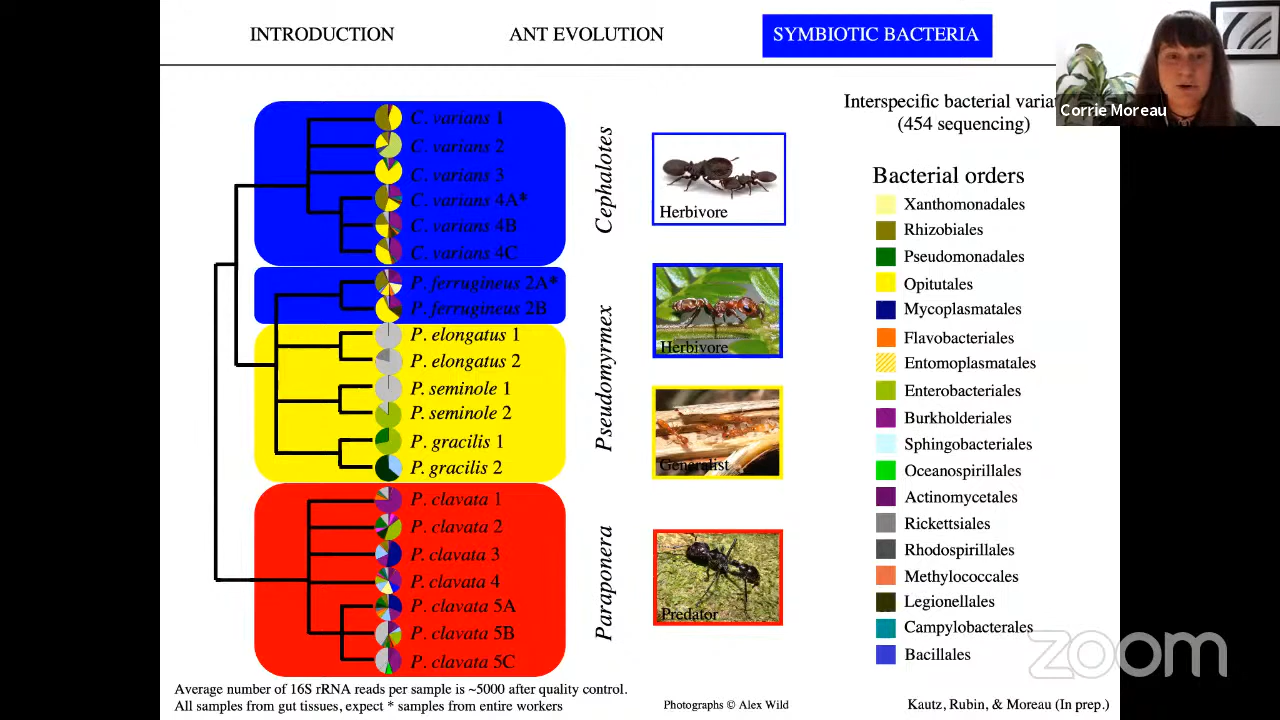 INTRODUCTION
ANT EVOLUTION
SYMBIOTIC BACTERIA
Corrie Moreau
C. varians 1
C. varians 2
C. varians 3
C. varians 4A*
C. varians 4B
C. varians 4C
P. ferrugineus 2A*
P. ferrugineus 2B
P. elongatus 1
P. elongatus 2
P. seminole 1
P. seminole 2
P. gracilis 1
P. gracilis 2
P. clavata 1
P. clavata 2
P. clavata 3
P. clavata 4
P. clavata 5A
P. clavata 5B
P. clavata 5C
Cephalotes
Pseudomyrmex
Paraponera
Herbivore
Herbivore
Generalist
Predator
Interspecific bacterial
(454 sequencing)
Bacterial orders
Xanthomonadales
Rhizobiales
Pseudomonadales
Opitutales
Mycoplasmatales
Flavobacteriales
Entomoplasmatales
Enterobacteriales
Burkholderiales
Sphingobacteriales
Oceanospirillales
Actinomycetales
Rickettsiales
Rhodospirillales
Methylococcales
Legionellales
Campylobacterales
Bacillales
zoom
Average number of 16S rRNA reads per sample is ~5000 after quality control.
All samples from gut tissues, expect * samples from entire workers
Photographs © Alex Wild
Kautz, Rubin, & Moreau (In prep.)